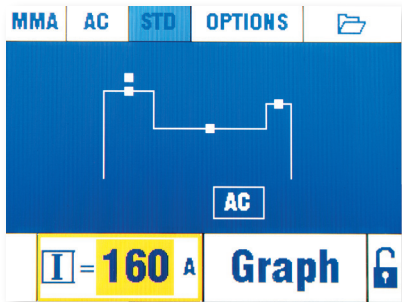 MMA AC STD OPTIONS
AC
I = 160 A Graph